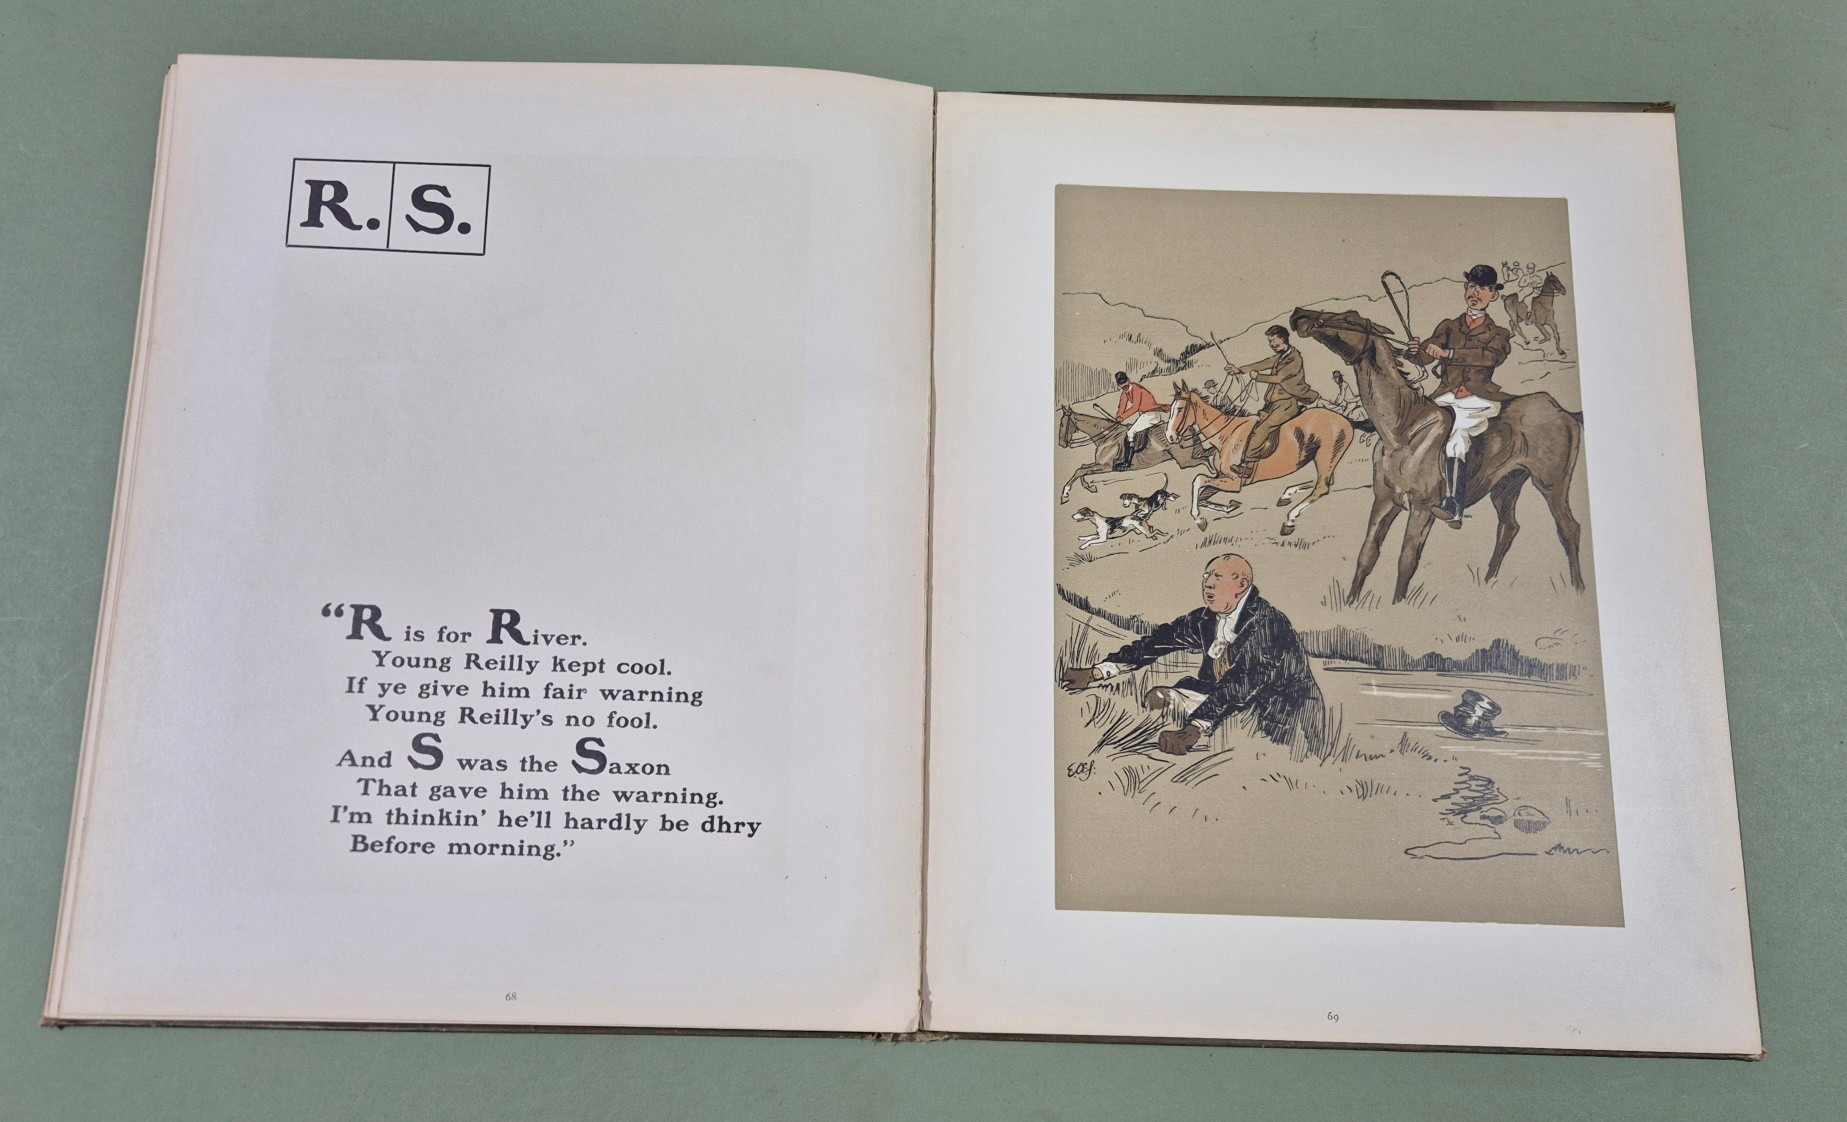 R. S.
"R is for River.
Young Reilly kept cool.
If ye give him fair warning
Young Reilly's no fool.
And S was the Saxon
That gave him the warning.
I'm thinkin' he'll hardly be dhry
Before morning."
68
69